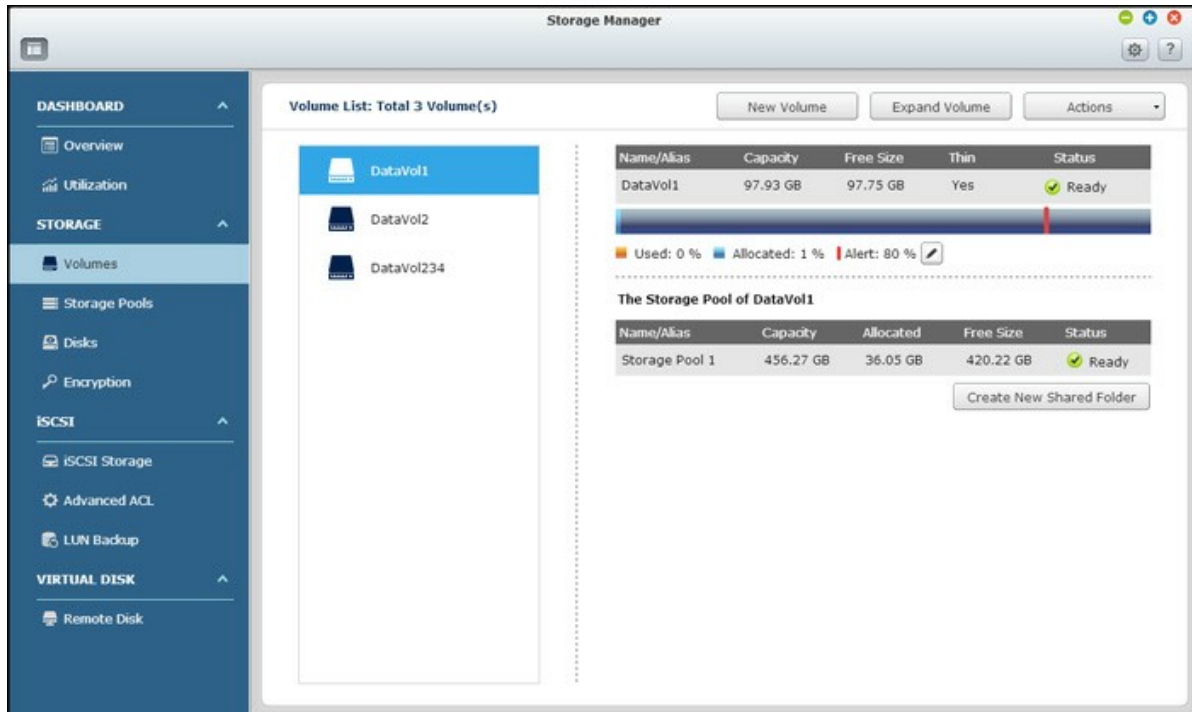 Storage Manager
?
DASHBOARD
Overview
Utilization
STORAGE
Volumes
Storage Pools
Disks
Encryption
iSCSI
iSCSI Storage
Advanced ACL
LUN Backup
VIRTUAL DISK
Remote Disk
Volume List: Total 3 Volume(s)
New Volume
Expand Volume
Actions
DataVol1
DataVol2
DataVol234
Name/Alias Capacity Free Size Thin Status
DataVol1 97.93 GB 97.75 GB Yes Ready
Used: 0 % Allocated: 1 % Alert: 80 %
The Storage Pool of DataVol1
Name/Alias Capacity Allocated Free Size Status
Storage Pool 1 456.27 GB 36.05 GB 420.22 GB Ready
Create New Shared Folder